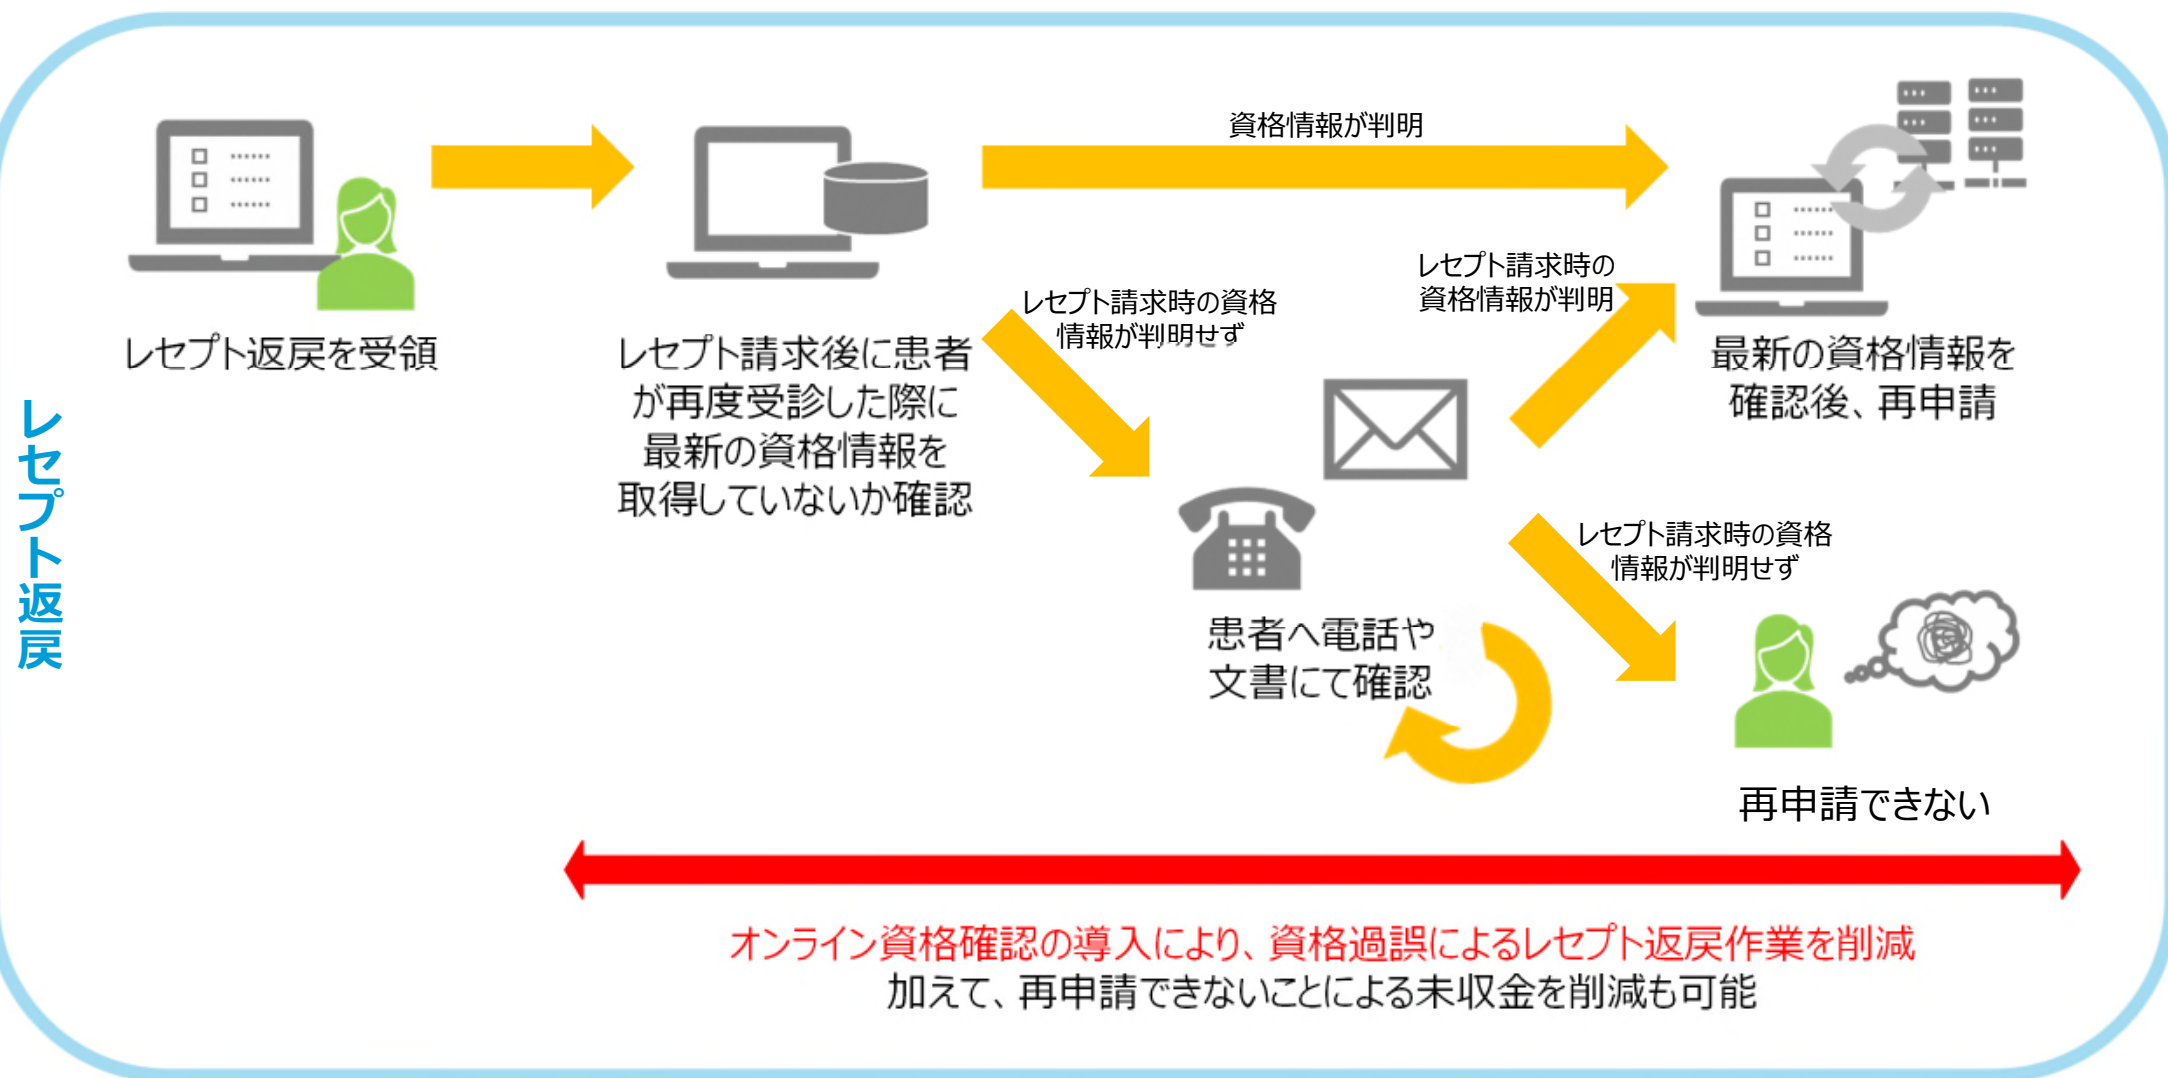 レセプト返戻
資格情報が判明
レセプト返戻を受領
レセプト請求後に患者
が再度受診した際に
最新の資格情報を
取得していないか確認
レセプト請求時の資格
情報が判明せず
レセプト請求時の
資格情報が判明
最新の資格情報を
確認後、再申請
患者へ電話や
文書にて確認
レセプト請求時の資格
情報が判明せず
再申請できない
オンライン資格確認の導入により、資格過誤によるレセプト返戻作業を削減
加えて、再申請できないことによる未収金を削減も可能